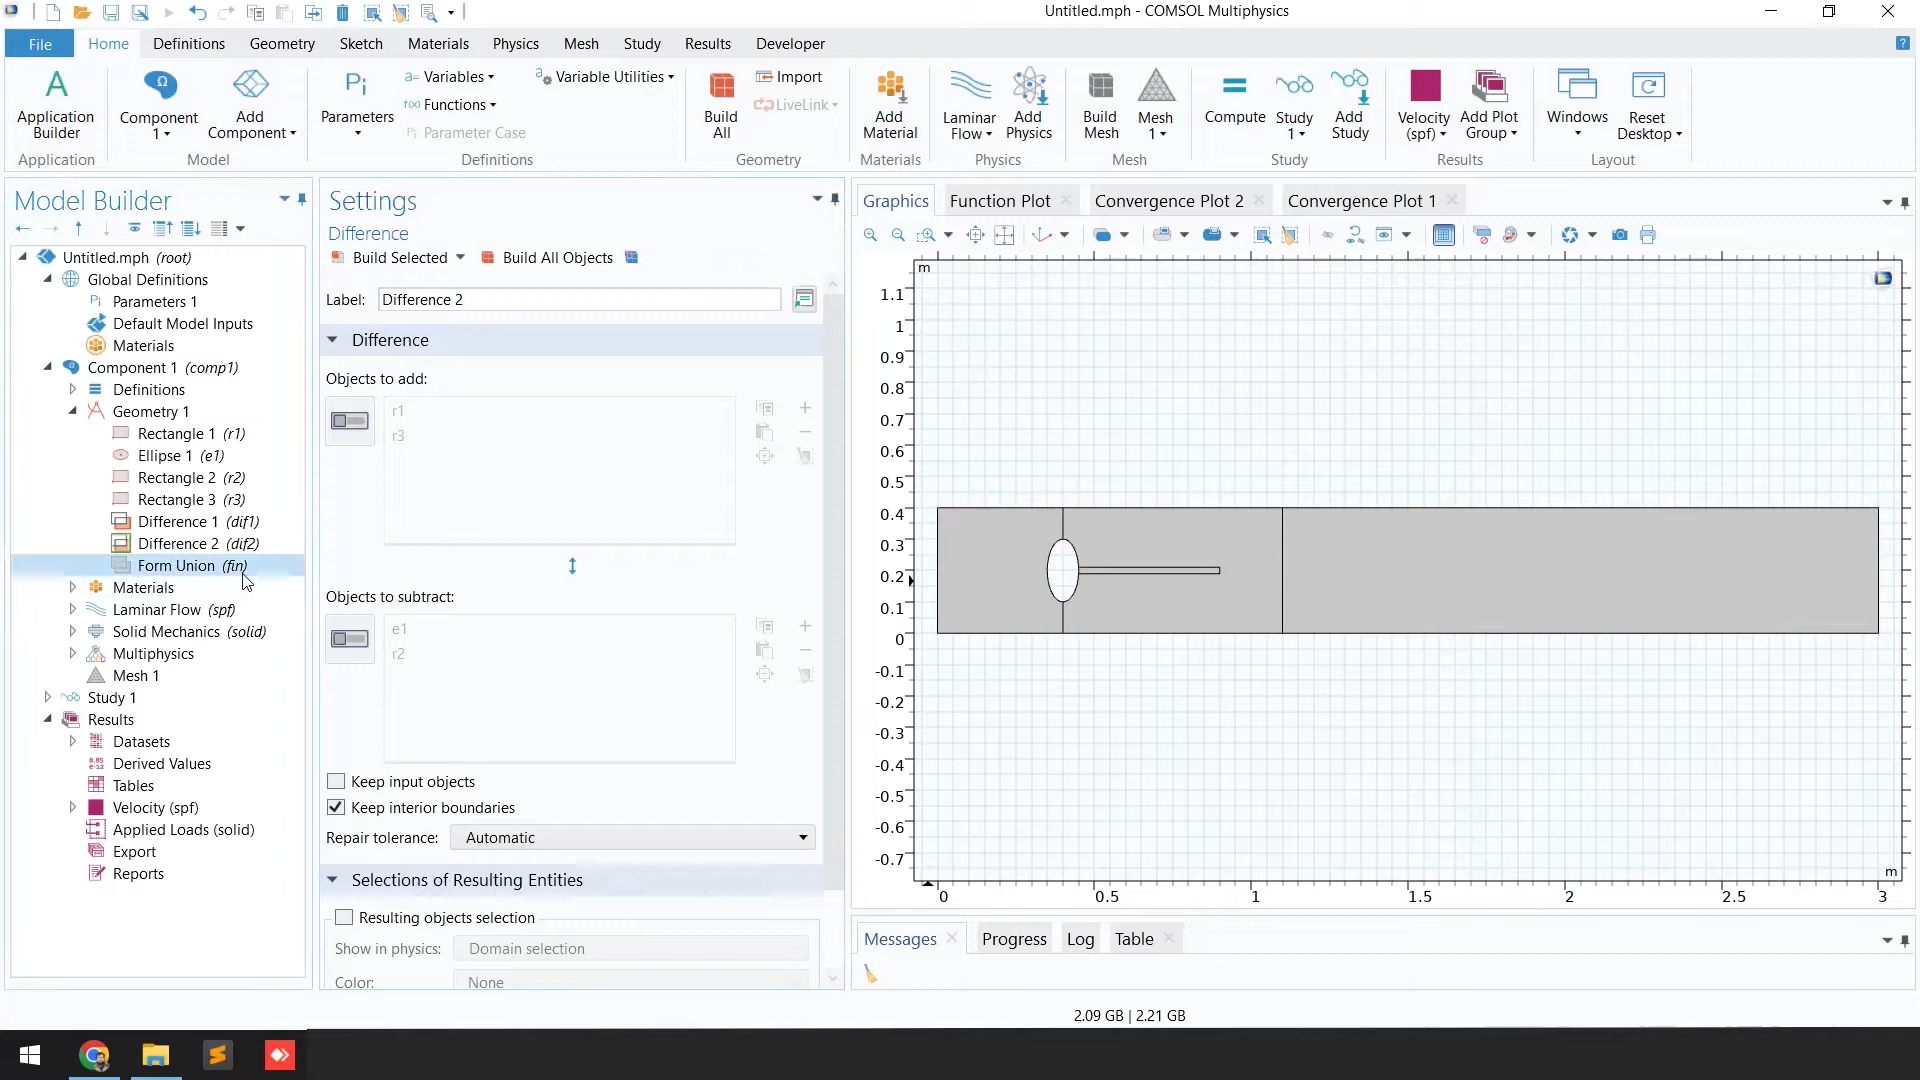 Untitled.mph - COMSOL Multiphysics
File
Home
Definitions
Geometry
Sketch
Materials
Physics
Mesh
Study
Results
Developer
Application Builder
Application
Component 1
Add Component
Model
Pi
Parameters
a= Variables
f(x) Functions
Pi Parameter Case
Variable Utilities
Definitions
Build All
Import
LiveLink
Geometry
Add Material
Materials
Laminar Flow
Add Physics
Physics
Build Mesh
Mesh 1
Mesh
Compute
Study 1
Add Study
Study
Velocity (spf)
Add Plot Group
Results
Windows
Reset Desktop
Layout
Model Builder
Untitled.mph (root)
Global Definitions
Pi Parameters 1
Default Model Inputs
Materials
Component 1 (comp1)
Definitions
Geometry 1
Rectangle 1 (r1)
Ellipse 1 (e1)
Rectangle 2 (r2)
Rectangle 3 (r3)
Difference 1 (dif1)
Difference 2 (dif2)
Form Union (fin)
Materials
Laminar Flow (spf)
Solid Mechanics (solid)
Multiphysics
Mesh 1
Study 1
Results
Datasets
8.85 e-12 Derived Values
Tables
Velocity (spf)
Applied Loads (solid)
Export
Reports
Settings
Difference
Build Selected
Build All Objects
Label: Difference 2
Difference
Objects to add:
r1
r3
Objects to subtract:
e1
r2
Keep input objects
Keep interior boundaries
Repair tolerance: Automatic
Selections of Resulting Entities
Resulting objects selection
Show in physics: Domain selection
Color: None
Graphics
Function Plot
Convergence Plot 2
Convergence Plot 1
m
1.1
1
0.9
0.8
0.7
0.6
0.5
0.4
0.3
0.2
0.1
0
-0.1
-0.2
-0.3
-0.4
-0.5
-0.6
-0.7
m
0 0.5 1 1.5 2 2.5 3
Messages
Progress
Log
Table
2.09 GB | 2.21 GB